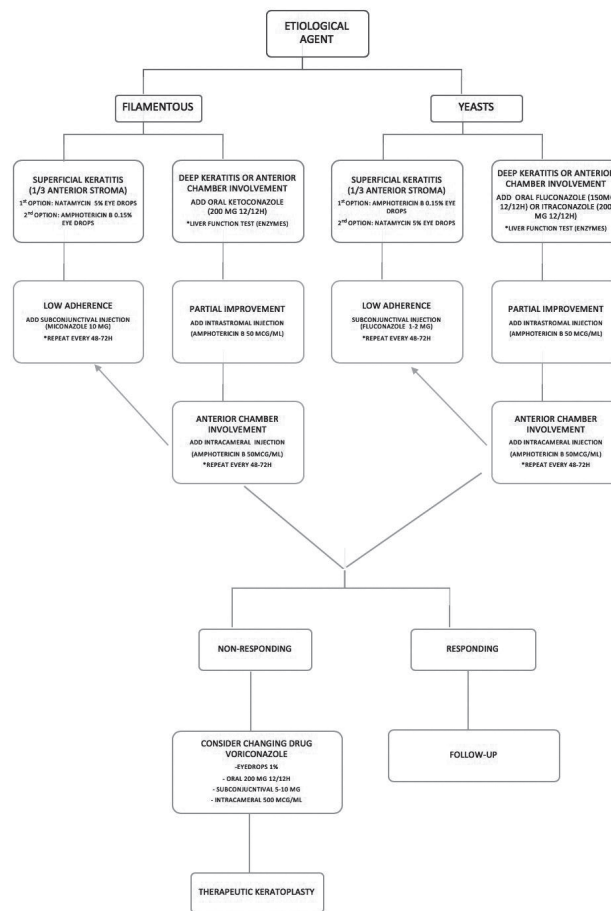 ETIOLOGICAL
AGENT
FILAMENTOUS
YEASTS
SUPERFICIAL KERATITIS
(1/3 ANTERIOR STROMA)
1st OPTION: NATAMYCIN 5% EYE DROPS
2nd OPTION: AMPHOTERICIN B 0.15%
EYE DROPS
DEEP KERATITIS OR ANTERIOR
CHAMBER INVOLVEMENT
ADD ORAL KETOCONAZOLE
(200 MG 12/12H)
*LIVER FUNCTION TEST (ENZYMES)
SUPERFICIAL KERATITIS
(1/3 ANTERIOR STROMA)
1st OPTION: AMPHOTERICIN B 0.15% EYE
DROPS
2nd OPTION: NATAMYCIN 5% EYE DROPS
DEEP KERATITIS OR ANTERIOR
CHAMBER INVOLVEMENT
ADD ORAL FLUCONAZOLE (150MG
12/12H) OR ITRACONAZOLE (200
MG 12/12H)
*LIVER FUNCTION TEST (ENZYMES)
LOW ADHERENCE
ADD SUBCONJUNCTIVAL INJECTION
(MICONAZOLE 10 MG)
*REPEAT EVERY 48-72H
PARTIAL IMPROVEMENT
ADD INTRASTROMAL INJECTION
(AMPHOTERICIN B 50 MCG/ML)
LOW ADHERENCE
SUBCONJUNCTIVAL INJECTION
(FLUCONAZOLE 1-2 MG)
*REPEAT EVERY 48-72H
PARTIAL IMPROVEMENT
ADD INTRASTROMAL INJECTION
(AMPHOTERICIN B 50 MCG/ML)
ANTERIOR CHAMBER
INVOLVEMENT
ADD INTRACAMERAL INJECTION
(AMPHOTERICIN B 50MCG/ML)
*REPEAT EVERY 48-72H
ANTERIOR CHAMBER
INVOLVEMENT
ADD INTRACAMERAL INJECTION
(AMPHOTERICIN B 50MCG/ML)
*REPEAT EVERY 48-72H
NON-RESPONDING
RESPONDING
CONSIDER CHANGING DRUG
VORICONAZOLE
-EYEDROPS 1%
- ORAL 200 MG 12/12H
- SUBCONJUCNTIVAL 5-10 MG
- INTRACAMERAL 500 MCG/ML
FOLLOW-UP
THERAPEUTIC KERATOPLASTY